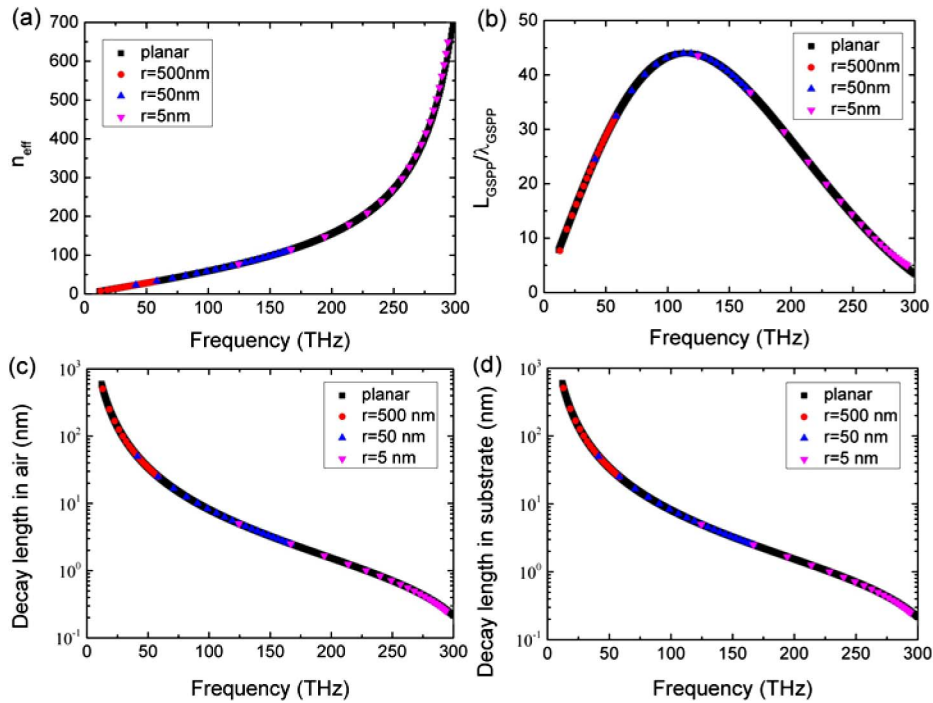 (a)
planar
r=500nm
r=50nm
r=5nm
700
600
500
400
300
200
100
0
n_eff
0 50 100 150 200 250 300
Frequency (THz)
(b)
planar
r=500nm
r=50nm
r=5nm
50
40
30
20
10
0
L_GSPP/λ_GSPP
0 50 100 150 200 250 300
Frequency (THz)
(c)
planar
r=500 nm
r=50 nm
r=5 nm
10^3
10^2
10^1
10^0
10^-1
Decay length in air (nm)
0 50 100 150 200 250 300
Frequency (THz)
(d)
planar
r=500 nm
r=50 nm
r=5 nm
10^3
10^2
10^1
10^0
10^-1
Decay length in substrate (nm)
0 50 100 150 200 250 300
Frequency (THz)